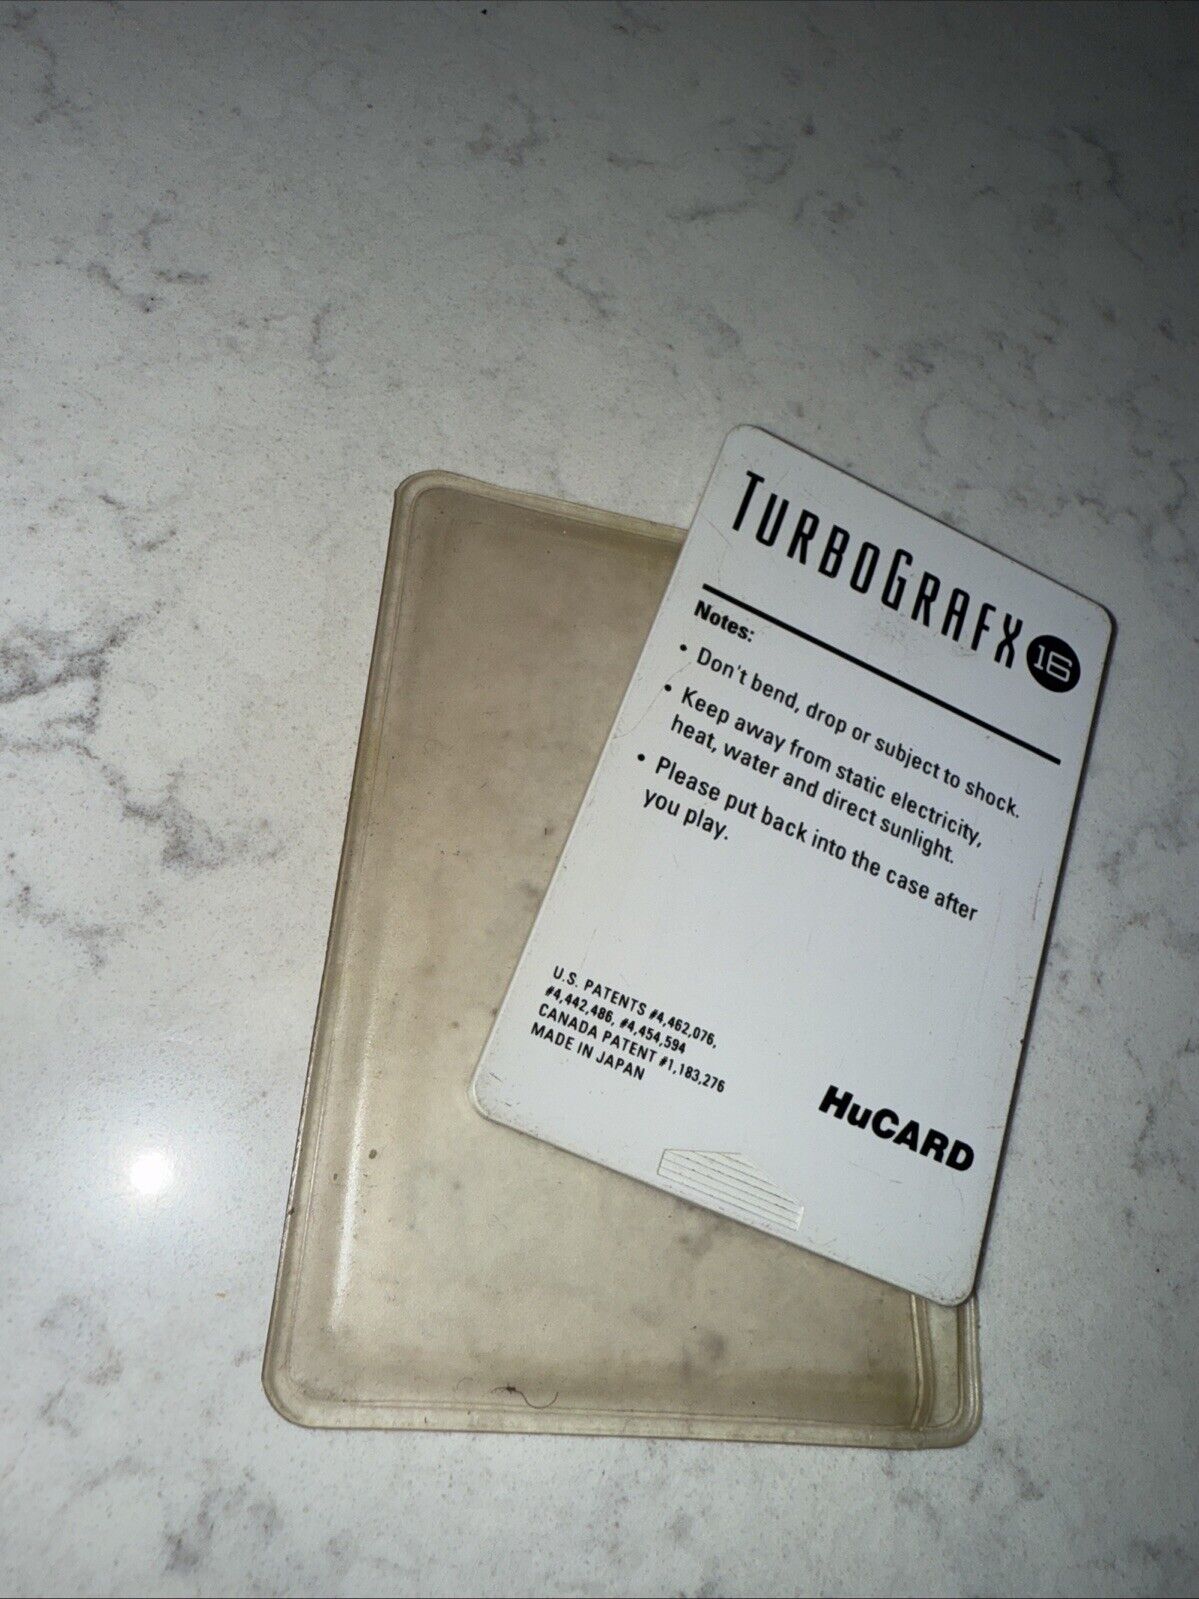 TURBOGRAFX 16
Notes:
• Don't bend, drop or subject to shock.
• Keep away from static electricity,
heat, water and direct sunlight.
• Please put back into the case after
you play.
U.S. PATENTS #4,462,076,
#4,442,486, #4,454,594
CANADA PATENT #1,183,276
MADE IN JAPAN
HuCARD